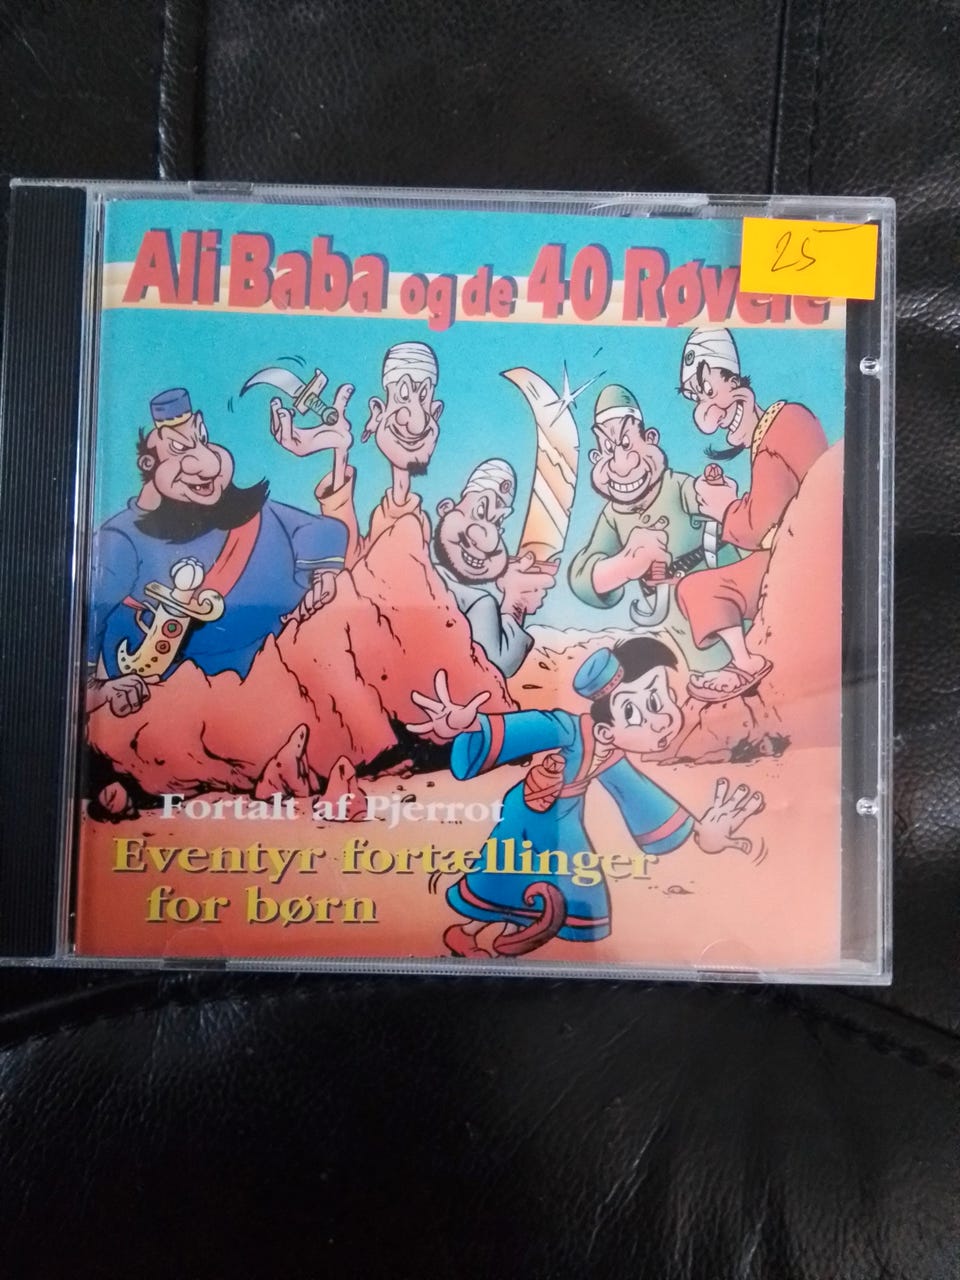 Ali Baba og de 40 Røvere
25
Fortalt af Pjerrot
Eventyr fortællinger
for børn